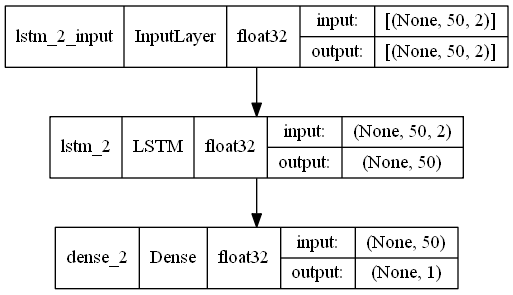 lstm_2_input InputLayer float32 input: [(None, 50, 2)]
output: [(None, 50, 2)]
lstm_2 LSTM float32 input: (None, 50, 2)
output: (None, 50)
dense_2 Dense float32 input: (None, 50)
output: (None, 1)